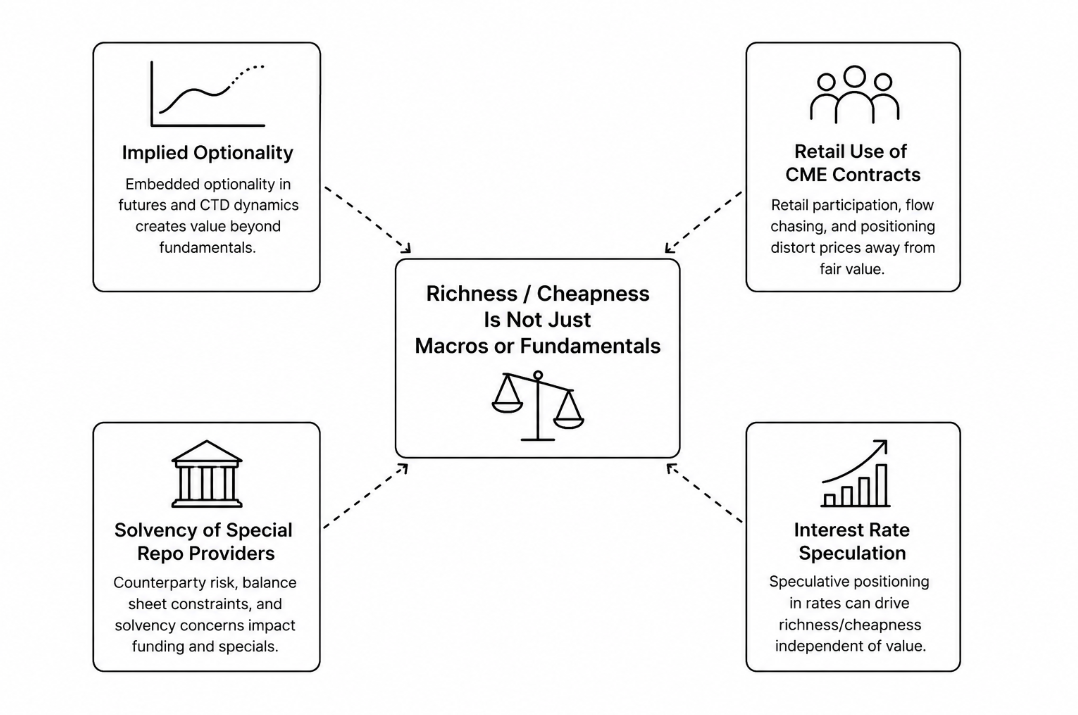 Implied Optionality
Embedded optionality in
futures and CTD dynamics
creates value beyond
fundamentals.
Retail Use of
CME Contracts
Retail participation, flow
chasing, and positioning
distort prices away from
fair value.
Richness / Cheapness
Is Not Just
Macros or Fundamentals
Solvency of Special
Repo Providers
Counterparty risk, balance
sheet constraints, and
solvency concerns impact
funding and specials.
Interest Rate
Speculation
Speculative positioning
in rates can drive
richness/cheapness
independent of value.